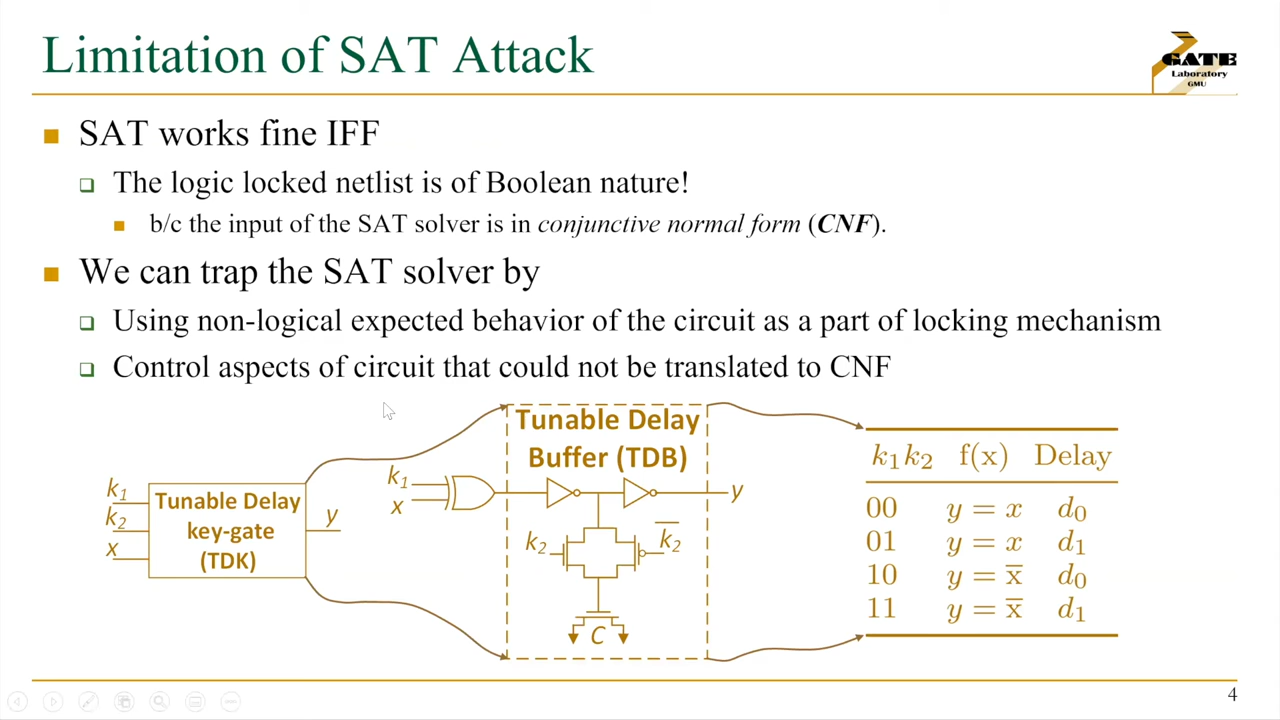 Limitation of SAT Attack
GATE
Laboratory
GMU
SAT works fine IFF
The logic locked netlist is of Boolean nature!
b/c the input of the SAT solver is in conjunctive normal form (CNF).
We can trap the SAT solver by
Using non-logical expected behavior of the circuit as a part of locking mechanism
Control aspects of circuit that could not be translated to CNF
k₁
k₂
x
Tunable Delay
key-gate
(TDK)
y
Tunable Delay
Buffer (TDB)
k₁
x
y
k₂
k̅₂
C
k₁k₂ f(x) Delay
00 y = x d₀
01 y = x d₁
10 y = x̅ d₀
11 y = x̅ d₁
4